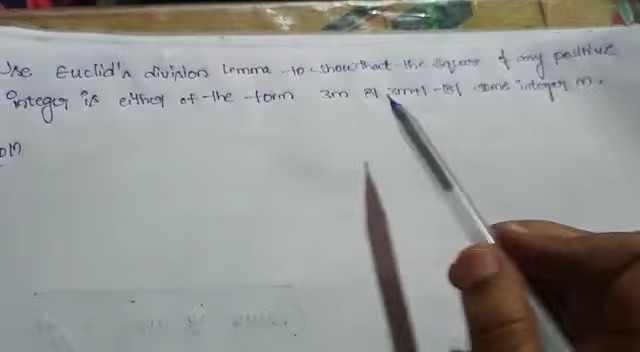 Use Euclid's division lemma to show that the square of any positive
integer is either of the form 3m or 3m+1 for some integer m.